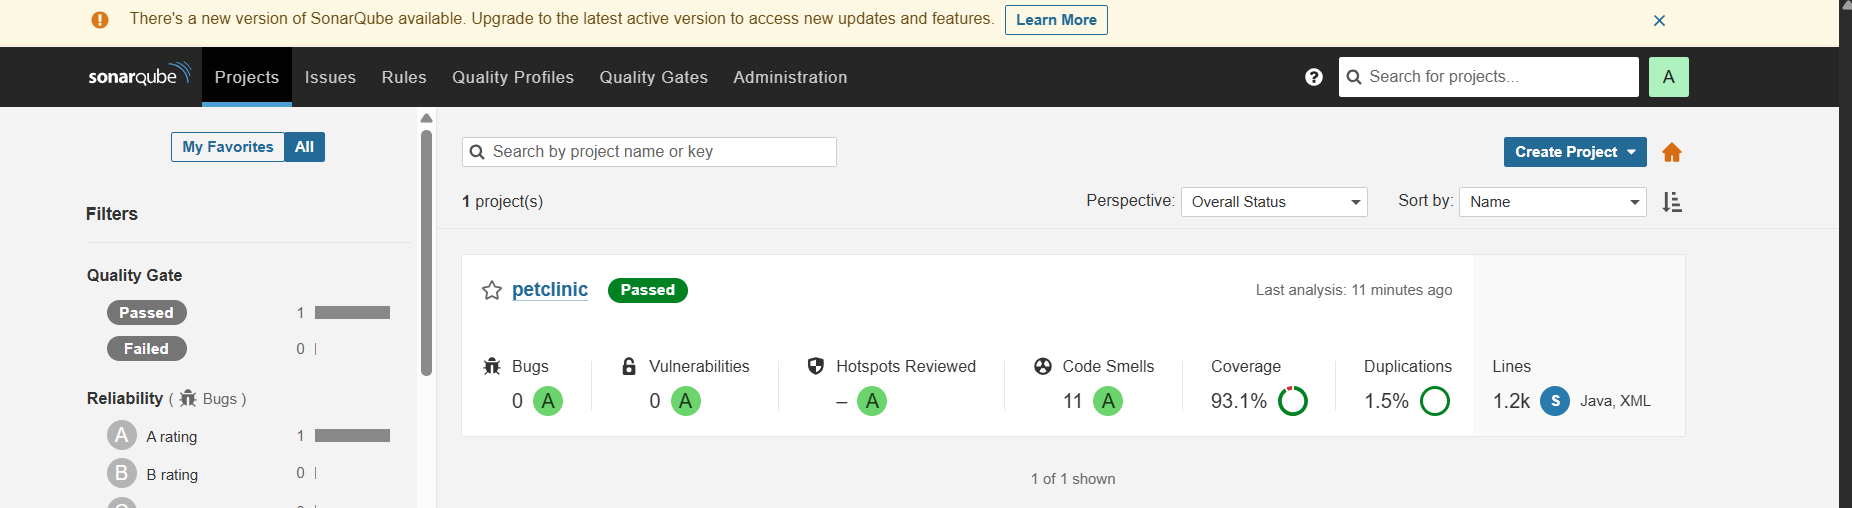 There's a new version of SonarQube available. Upgrade to the latest active version to access new updates and features. Learn More
sonarqube Projects Issues Rules Quality Profiles Quality Gates Administration Search for projects... A
My Favorites All
Filters
Quality Gate
Passed 1
Failed 0
Reliability ( Bugs )
A A rating 1
B B rating 0
Search by project name or key
Create Project
1 project(s)
Perspective: Overall Status
Sort by: Name
petclinic Passed
Last analysis: 11 minutes ago
Bugs Vulnerabilities Hotspots Reviewed Code Smells Coverage Duplications Lines
0 A 0 A – A 11 A 93.1% 1.5% 1.2k S Java, XML
1 of 1 shown